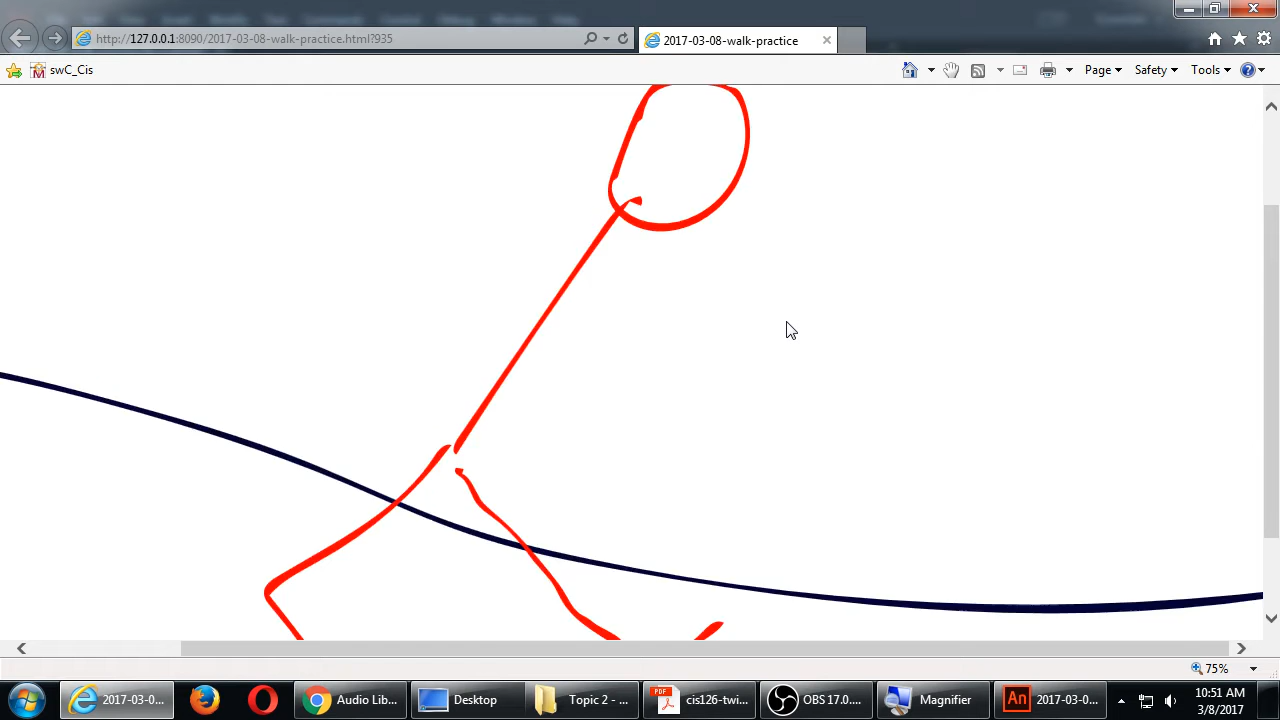 http://127.0.0.1:8090/2017-03-08-walk-practice.html?935
2017-03-08-walk-practice
swC_Cis
Page
Safety
Tools
75%
2017-03-0...
Audio Lib...
Desktop
Topic 2 - ...
PDF
cis126-twi...
OBS 17.0....
Magnifier
An
2017-03-0...
10:51 AM
3/8/2017